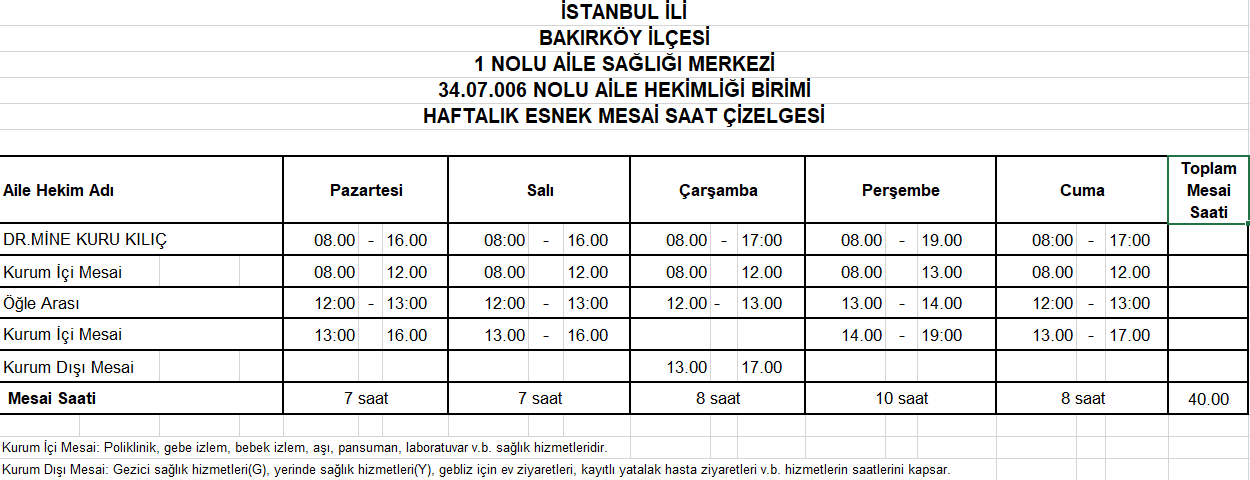 İSTANBUL İLİ
BAKIRKÖY İLÇESİ
1 NOLU AİLE SAĞLIĞI MERKEZİ
34.07.006 NOLU AİLE HEKİMLİĞİ BİRİMİ
HAFTALIK ESNEK MESAİ SAAT ÇİZELGESİ
Aile Hekim Adı Pazartesi Salı Çarşamba Perşembe Cuma Toplam Mesai Saati
DR.MİNE KURU KILIÇ 08.00 - 16.00 08:00 - 16.00 08.00 - 17:00 08.00 - 19.00 08:00 - 17:00
Kurum İçi Mesai 08.00 12.00 08.00 12.00 08.00 12.00 08.00 13.00 08.00 12.00
Öğle Arası 12:00 - 13:00 12:00 - 13:00 12.00 - 13.00 13.00 - 14.00 12:00 - 13:00
Kurum İçi Mesai 13:00 16.00 13.00 - 16.00 14.00 - 19:00 13.00 - 17.00
Kurum Dışı Mesai 13.00 17.00
Mesai Saati 7 saat 7 saat 8 saat 10 saat 8 saat 40.00
Kurum İçi Mesai: Poliklinik, gebe izlem, bebek izlem, aşı, pansuman, laboratuvar v.b. sağlık hizmetleridir.
Kurum Dışı Mesai: Gezici sağlık hizmetleri(G), yerinde sağlık hizmetleri(Y), gebliz için ev ziyaretleri, kayıtlı yatalak hasta ziyaretleri v.b. hizmetlerin saatlerini kapsar.